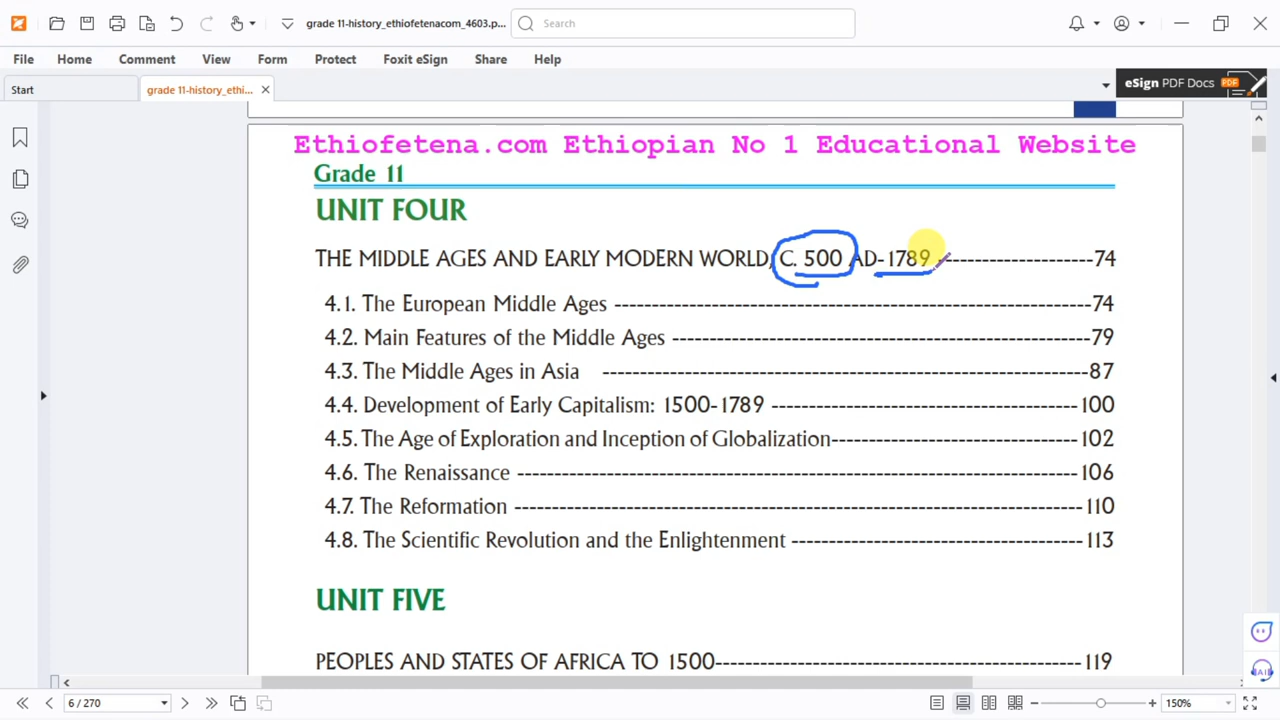 grade 11-history_ethiofetenacom_4603.p...
Search
File Home Comment View Form Protect Foxit eSign Share Help
Start
grade 11-history_ethi...
eSign PDF Docs
PDF
Ethiofetena.com Ethiopian No 1 Educational Website
Grade 11
UNIT FOUR
THE MIDDLE AGES AND EARLY MODERN WORLD, C. 500 AD-1789 ------------------74
4.1. The European Middle Ages ----------------------------------------------------------74
4.2. Main Features of the Middle Ages ---------------------------------------------------79
4.3. The Middle Ages in Asia -----------------------------------------------------------87
4.4. Development of Early Capitalism: 1500-1789 -------------------------------------100
4.5. The Age of Exploration and Inception of Globalization------------------------------102
4.6. The Renaissance --------------------------------------------------------------------106
4.7. The Reformation --------------------------------------------------------------------110
4.8. The Scientific Revolution and the Enlightenment -----------------------------------113
UNIT FIVE
PEOPLES AND STATES OF AFRICA TO 1500--------------------------------------------119
6 / 270
150%
AI